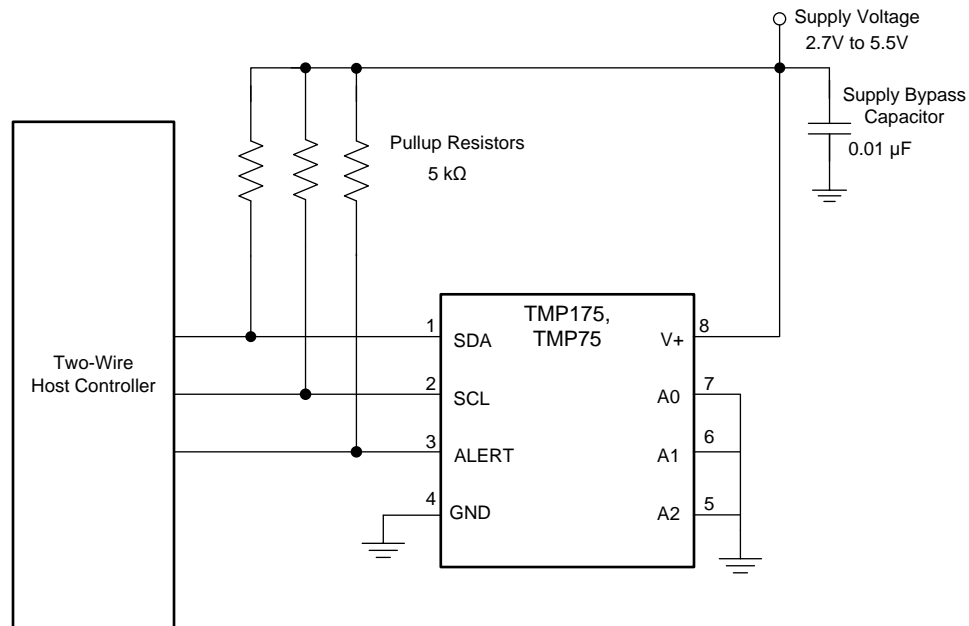 Supply Voltage
2.7V to 5.5V
Supply Bypass
Capacitor
0.01 µF
Pullup Resistors
5 kΩ
Two-Wire
Host Controller
TMP175,
TMP75
1
SDA
2
SCL
3
ALERT
4
GND
8
V+
7
A0
6
A1
5
A2